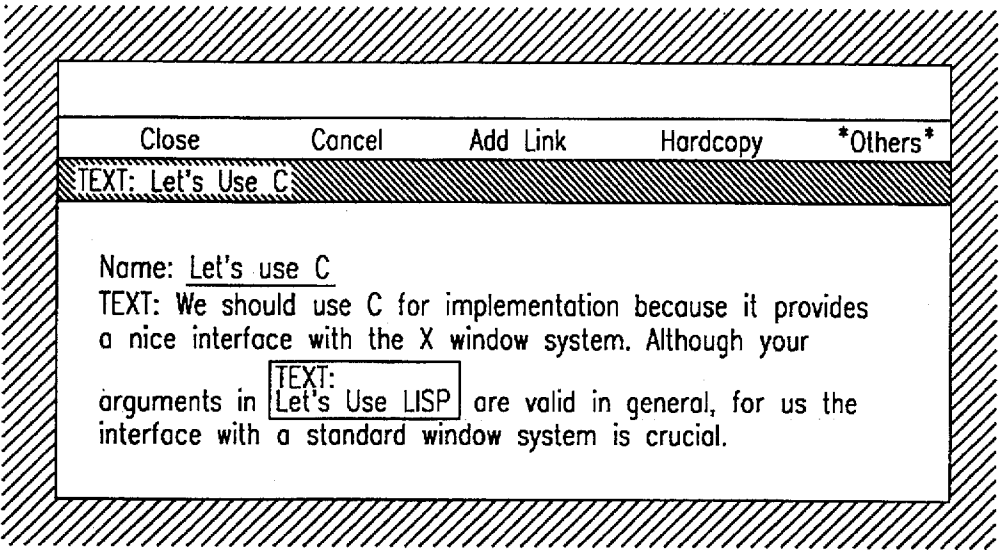 Close Cancel Add Link Hardcopy *Others*
TEXT: Let's Use C
Name: Let's use C
TEXT: We should use C for implementation because it provides
a nice interface with the X window system. Although your
arguments in TEXT: Let's Use LISP are valid in general, for us the
interface with a standard window system is crucial.